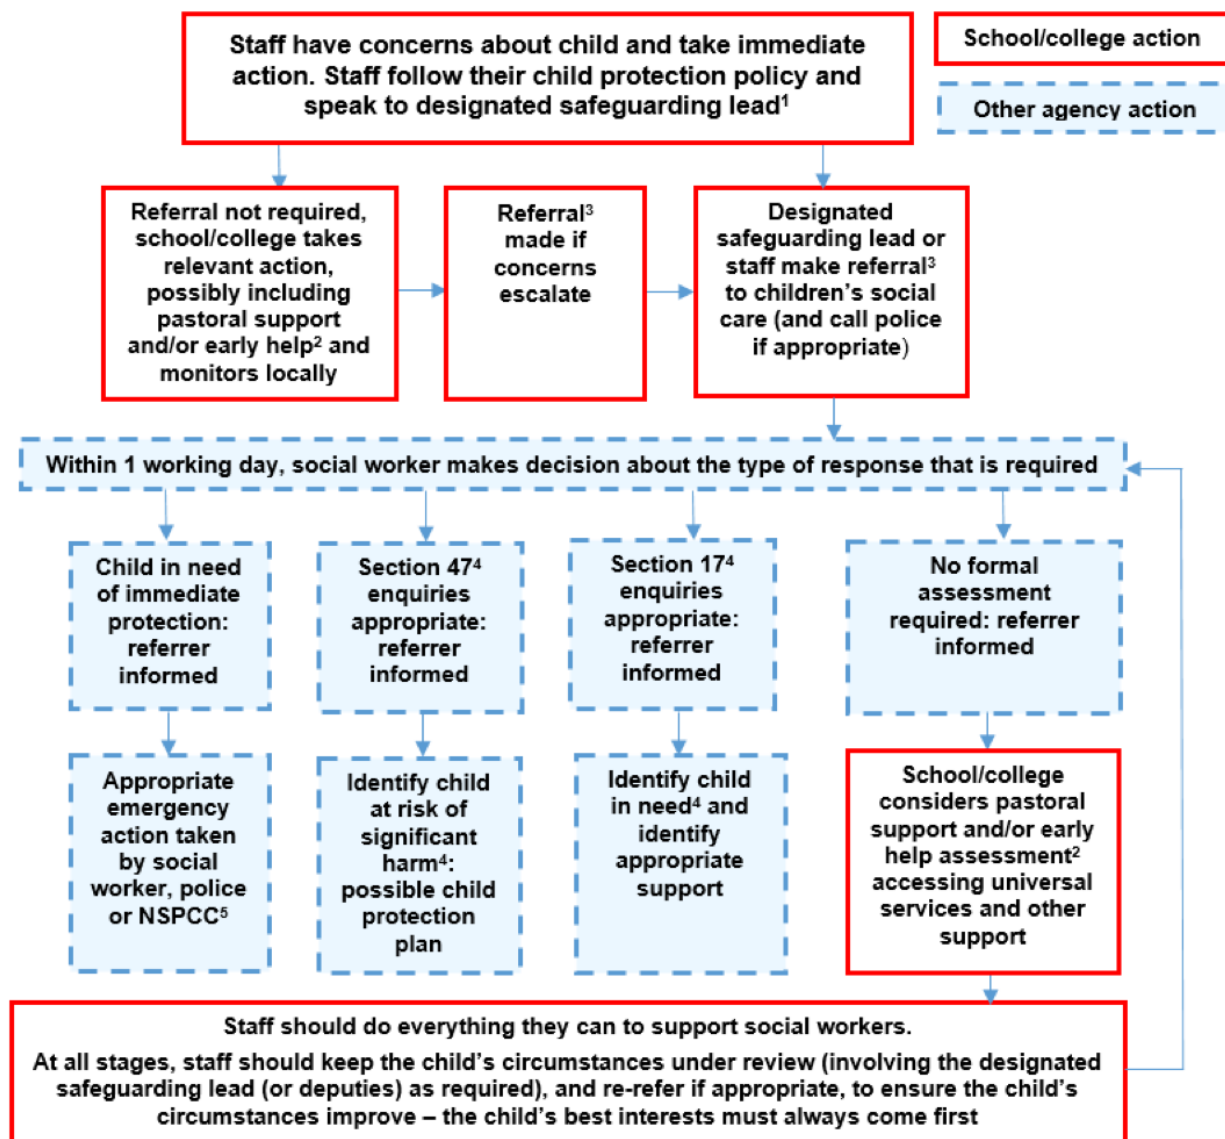 Staff have concerns about child and take immediate
action. Staff follow their child protection policy and
speak to designated safeguarding lead¹
School/college action
Other agency action
Referral not required,
school/college takes
relevant action,
possibly including
pastoral support
and/or early help² and
monitors locally
Referral³
made if
concerns
escalate
Designated
safeguarding lead or
staff make referral³
to children’s social
care (and call police
if appropriate)
Within 1 working day, social worker makes decision about the type of response that is required
Child in need
of immediate
protection:
referrer
informed
Section 47⁴
enquiries
appropriate:
referrer
informed
Section 17⁴
enquiries
appropriate:
referrer
informed
No formal
assessment
required: referrer
informed
Appropriate
emergency
action taken
by social
worker, police
or NSPCC⁵
Identify child
at risk of
significant
harm⁴:
possible child
protection
plan
Identify child
in need⁴ and
identify
appropriate
support
School/college
considers pastoral
support and/or early
help assessment²
accessing universal
services and other
support
Staff should do everything they can to support social workers.
At all stages, staff should keep the child’s circumstances under review (involving the designated
safeguarding lead (or deputies) as required), and re-refer if appropriate, to ensure the child’s
circumstances improve – the child’s best interests must always come first